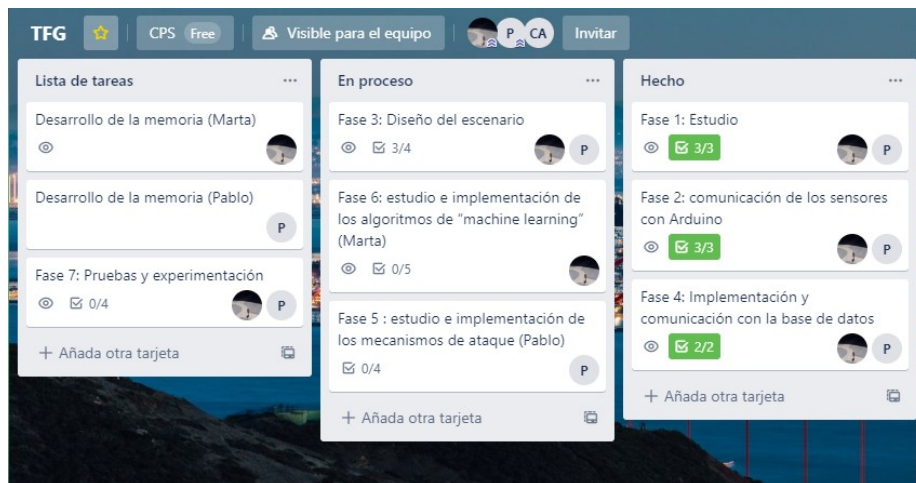 TFG
CPS Free
Visible para el equipo
P
CA
Invitar
Lista de tareas
Desarrollo de la memoria (Marta)
Desarrollo de la memoria (Pablo)
P
Fase 7: Pruebas y experimentación
0/4
P
+ Añada otra tarjeta
En proceso
Fase 3: Diseño del escenario
3/4
P
Fase 6: estudio e implementación de
los algoritmos de “machine learning”
(Marta)
0/5
Fase 5 : estudio e implementación de
los mecanismos de ataque (Pablo)
0/4
P
+ Añada otra tarjeta
Hecho
Fase 1: Estudio
3/3
P
Fase 2: comunicación de los sensores
con Arduino
3/3
P
Fase 4: Implementación y
comunicación con la base de datos
2/2
P
+ Añada otra tarjeta